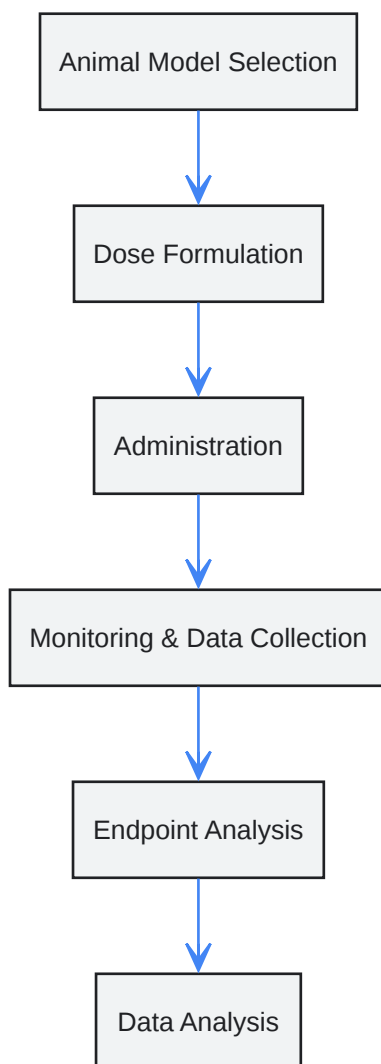 Animal Model Selection
Dose Formulation
Administration
Monitoring & Data Collection
Endpoint Analysis
Data Analysis